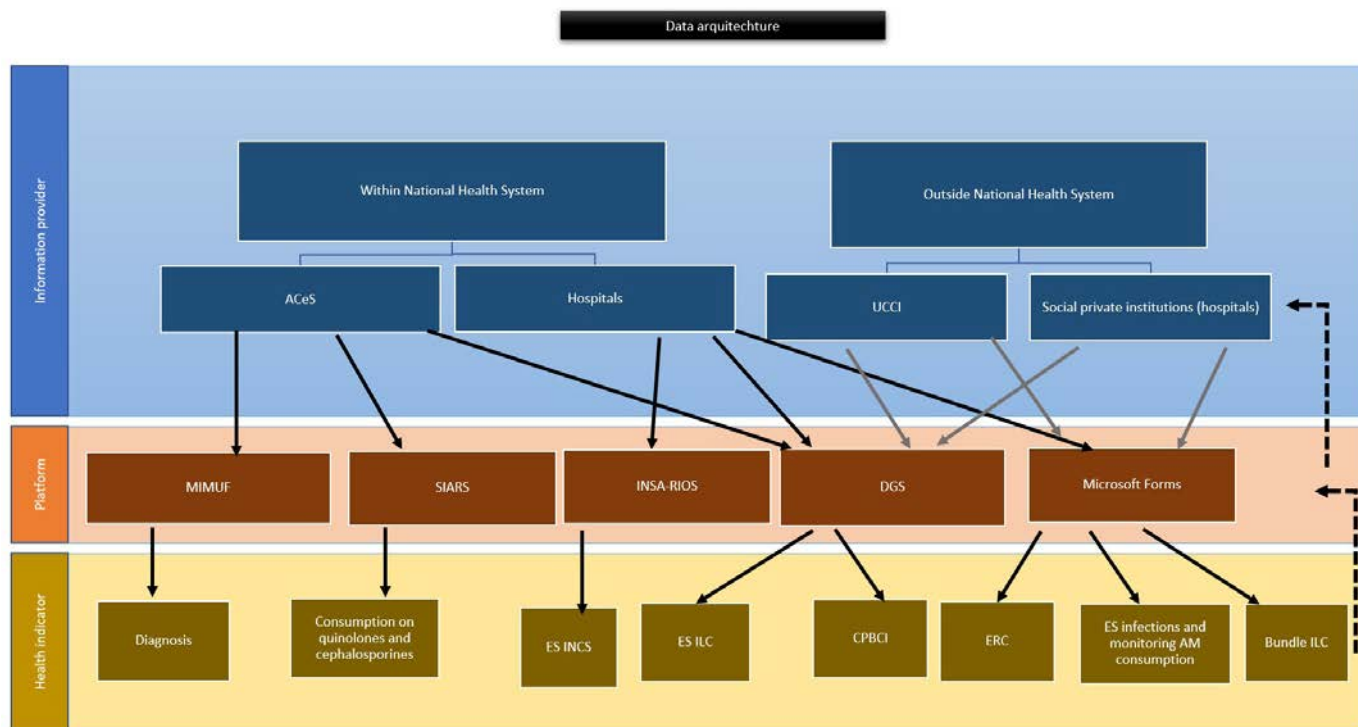 Data arquitechture
Information provider
Within National Health System
Outside National Health System
ACeS
Hospitals
UCCI
Social private institutions (hospitals)
Platform
MIMUF
SIARS
INSA-RIOS
DGS
Microsoft Forms
Health indicator
Diagnosis
Consumption on
quinolones and
cephalosporines
ES INCS
ES ILC
CPBCI
ERC
ES infections and
monitoring AM
consumption
Bundle ILC